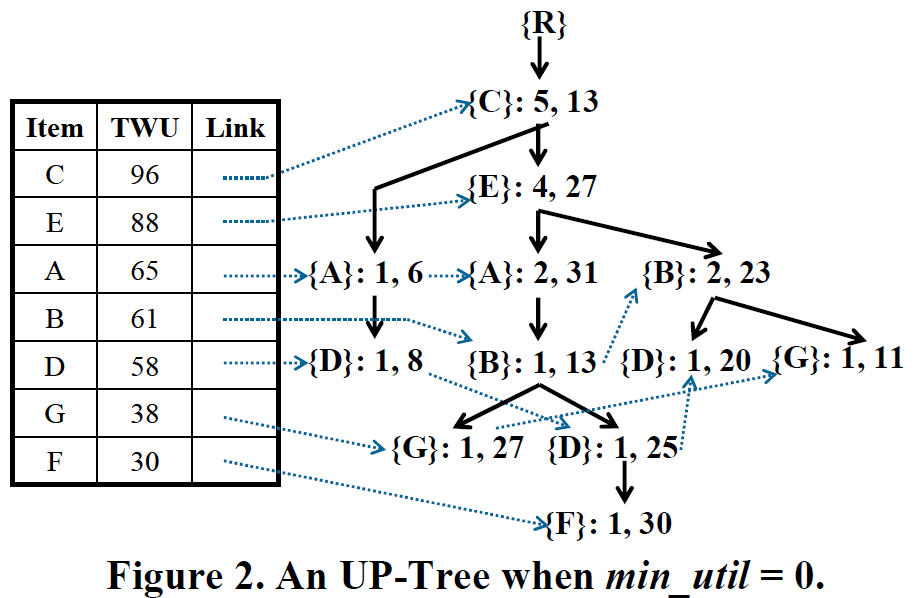 {R}
{C}: 5, 13
Item TWU Link
C 96
{E}: 4, 27
E 88
A 65
{A}: 1, 6 {A}: 2, 31 {B}: 2, 23
B 61
D 58
{D}: 1, 8 {B}: 1, 13 {D}: 1, 20 {G}: 1, 11
G 38
{G}: 1, 27 {D}: 1, 25
F 30
{F}: 1, 30
Figure 2. An UP-Tree when min_util = 0.